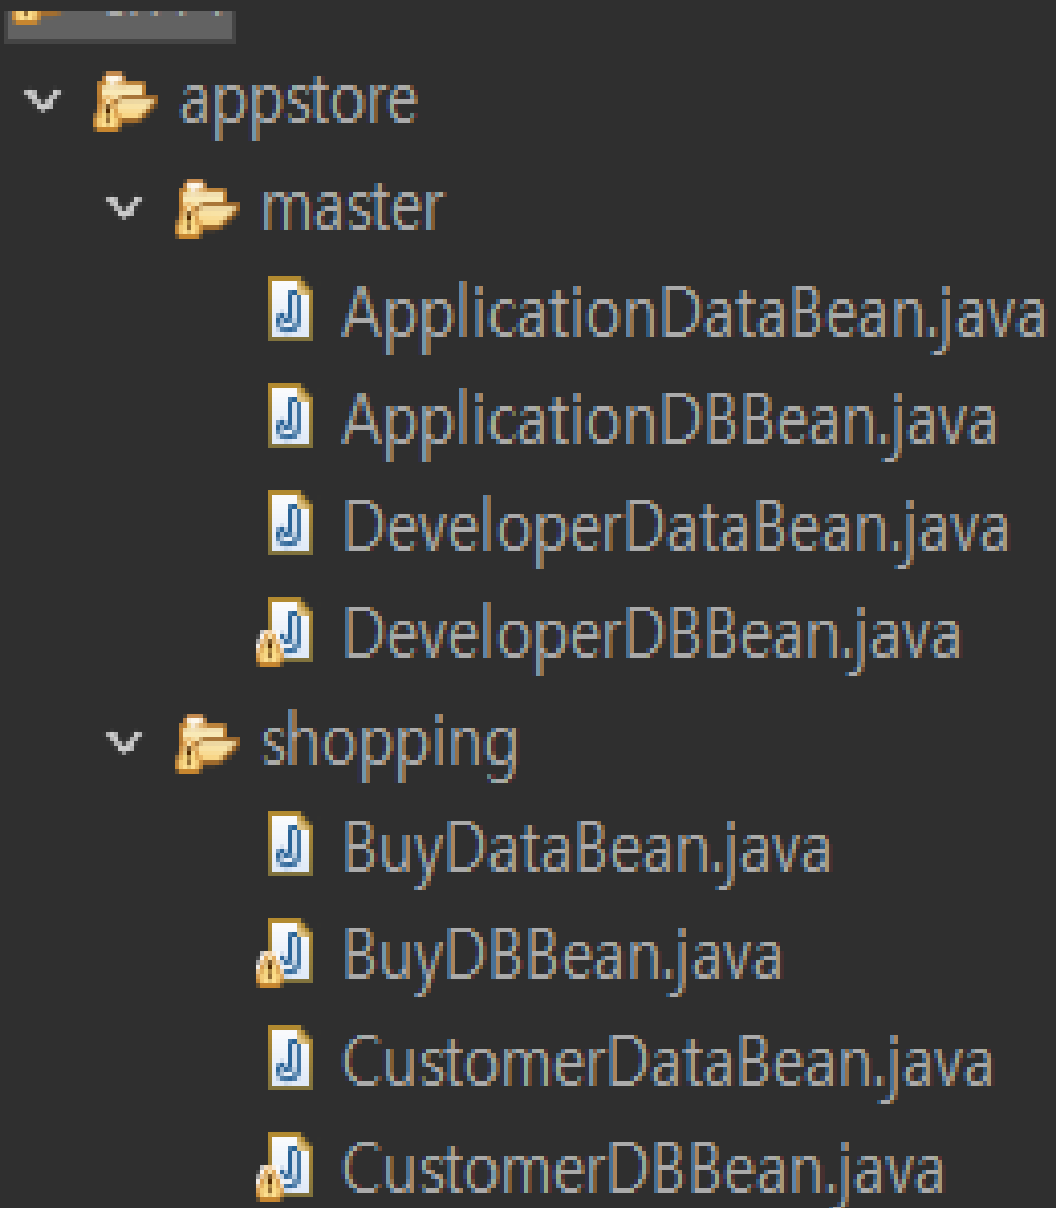 appstore
master
ApplicationDataBean.java
ApplicationDBBean.java
DeveloperDataBean.java
DeveloperDBBean.java
shopping
BuyDataBean.java
BuyDBBean.java
CustomerDataBean.java
CustomerDBBean.java